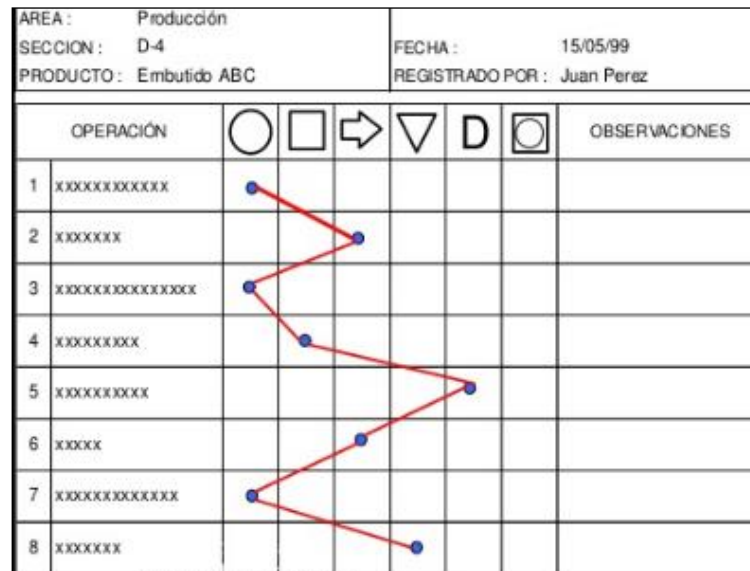 AREA : Producción
SECCION : D-4 FECHA : 15/05/99
PRODUCTO : Embutido ABC REGISTRADO POR : Juan Perez
OPERACIÓN D OBSERVACIONES
1 xxxxxxxxxxxx
2 xxxxxxx
3 xxxxxxxxxxxxxxx
4 xxxxxxxxx
5 xxxxxxxxxx
6 xxxxx
7 xxxxxxxxxxxxx
8 xxxxxxx